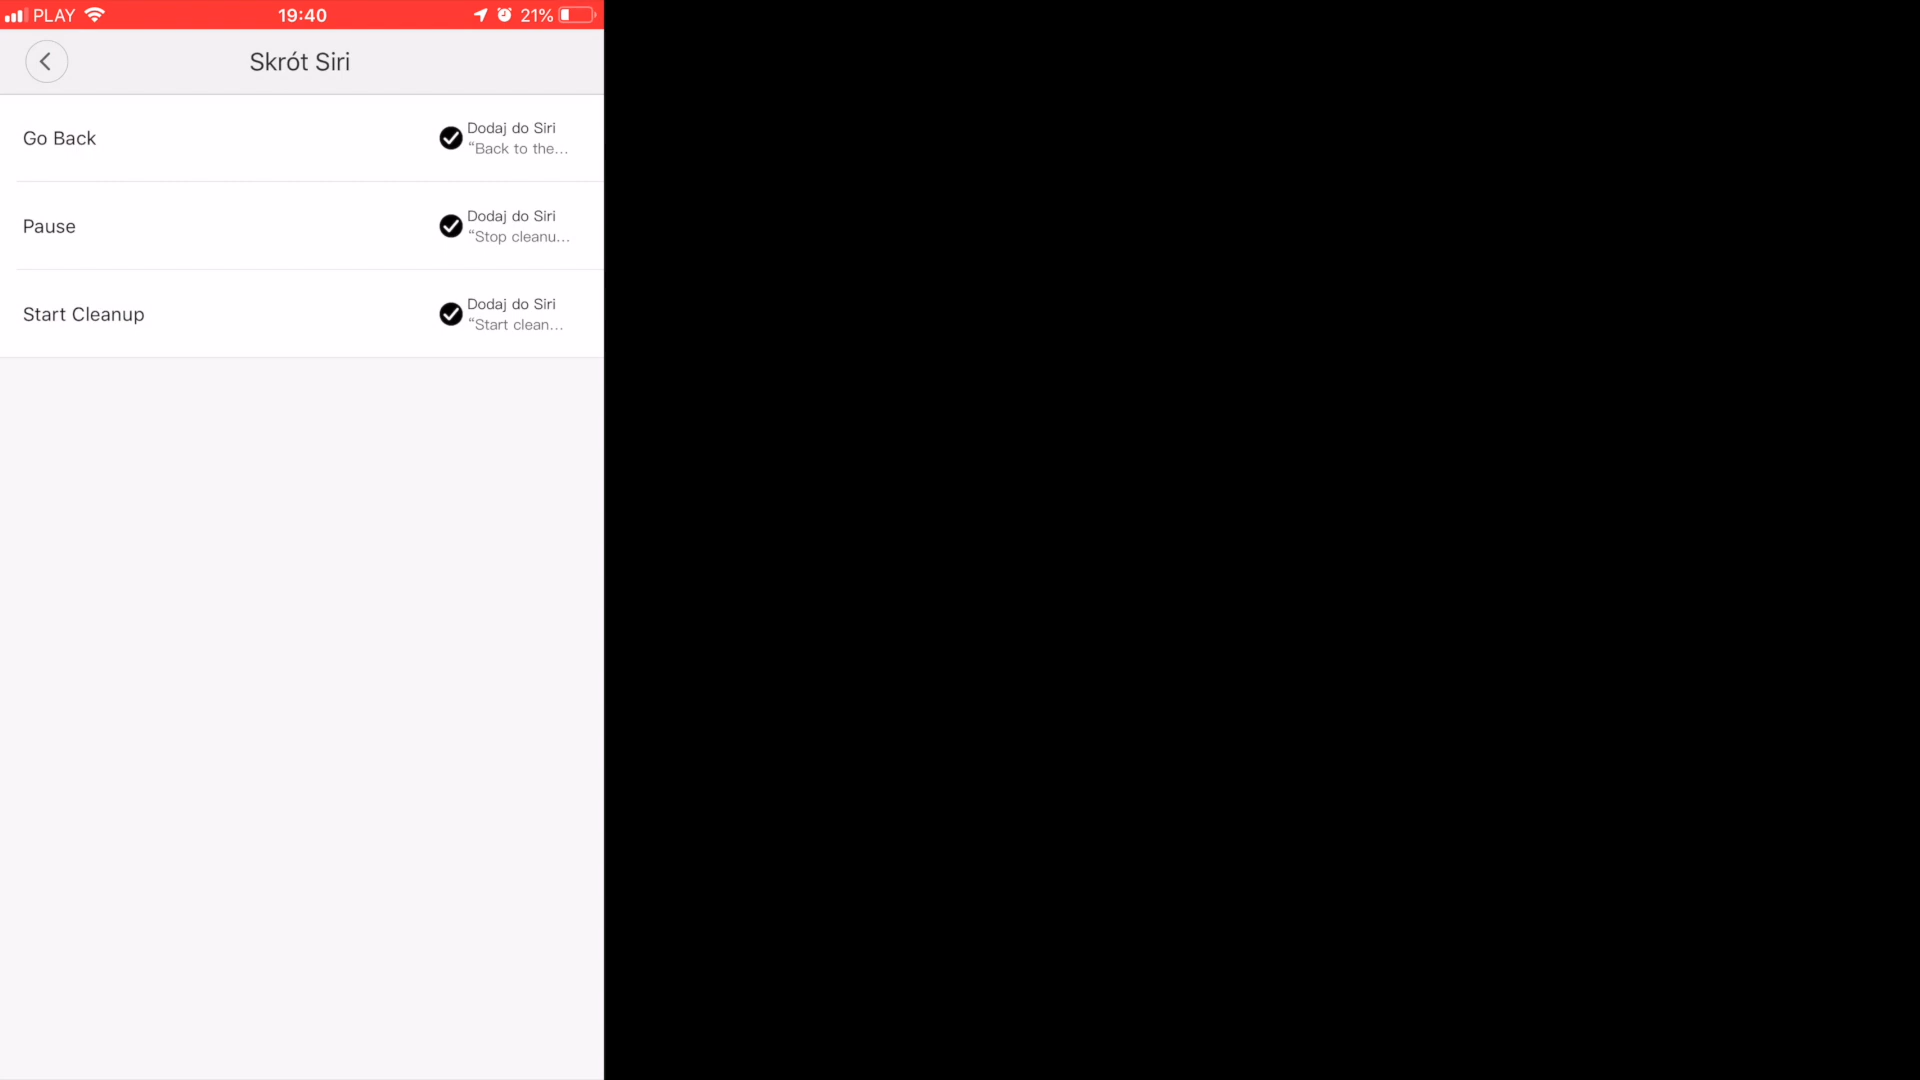 PLAY 19:40 21%
Skrót Siri
Go Back
Dodaj do Siri
“Back to the...
Pause
Dodaj do Siri
“Stop cleanu...
Start Cleanup
Dodaj do Siri
“Start clean...